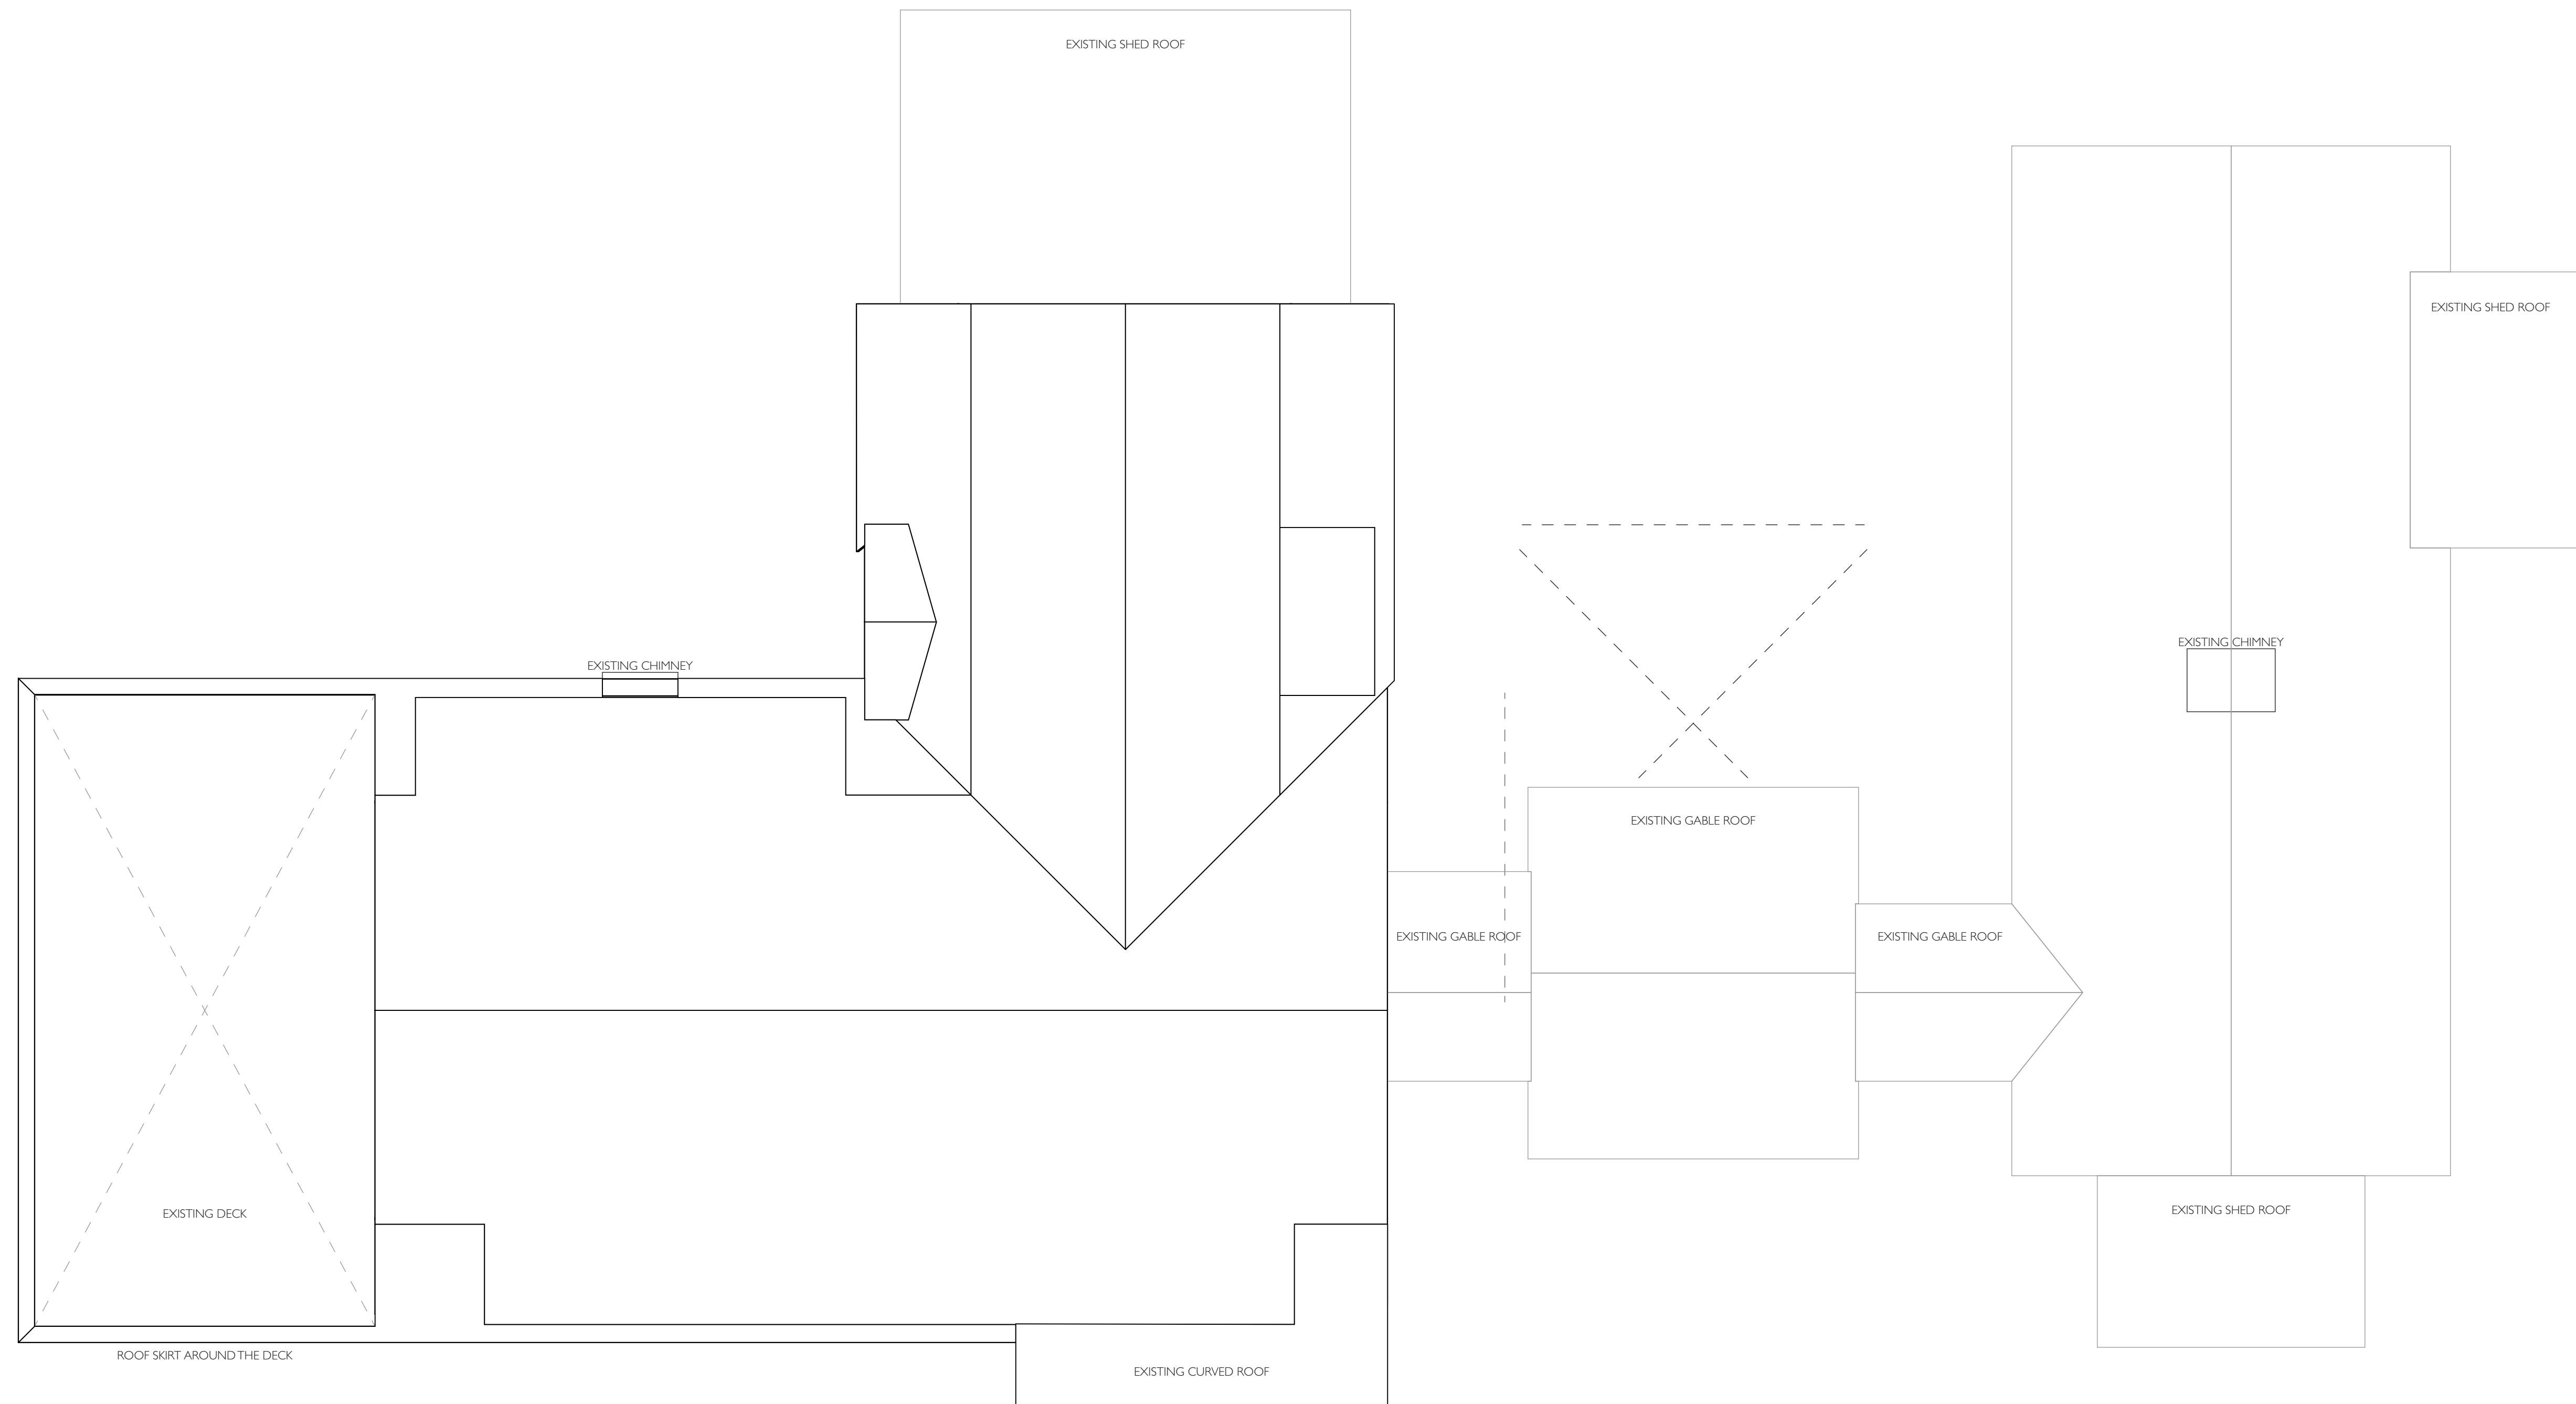 EXISTING SHED ROOF
EXISTING SHED ROOF
EXISTING CHIMNEY
EXISTING CHIMNEY
EXISTING GABLE ROOF
EXISTING GABLE ROOF
EXISTING GABLE ROOF
EXISTING DECK
EXISTING SHED ROOF
ROOF SKIRT AROUND THE DECK
EXISTING CURVED ROOF